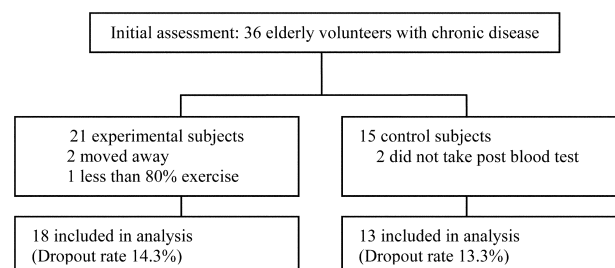 Initial assessment: 36 elderly volunteers with chronic disease
21 experimental subjects
2 moved away
1 less than 80% exercise
15 control subjects
2 did not take post blood test
18 included in analysis
(Dropout rate 14.3%)
13 included in analysis
(Dropout rate 13.3%)